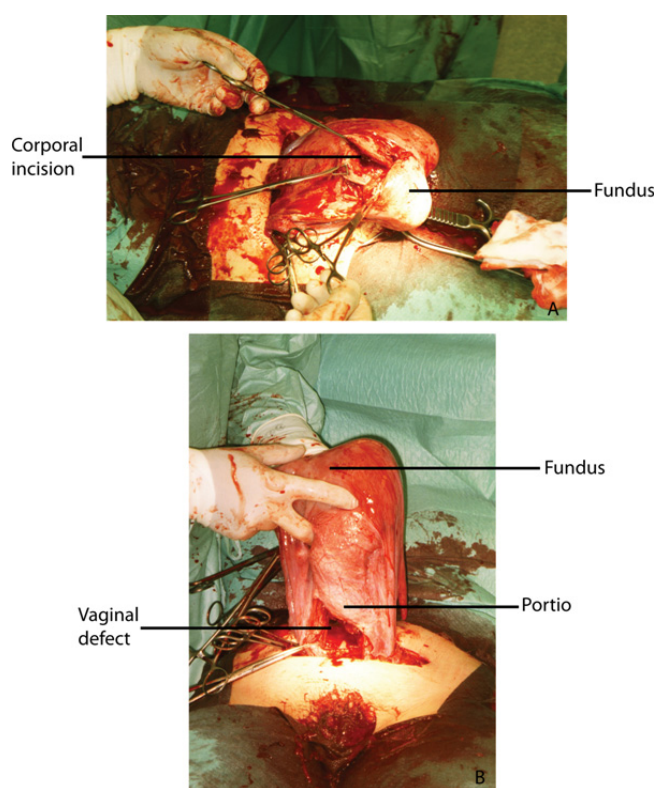 Corporal
incision
Fundus
A
Fundus
Vaginal
defect
Portio
B